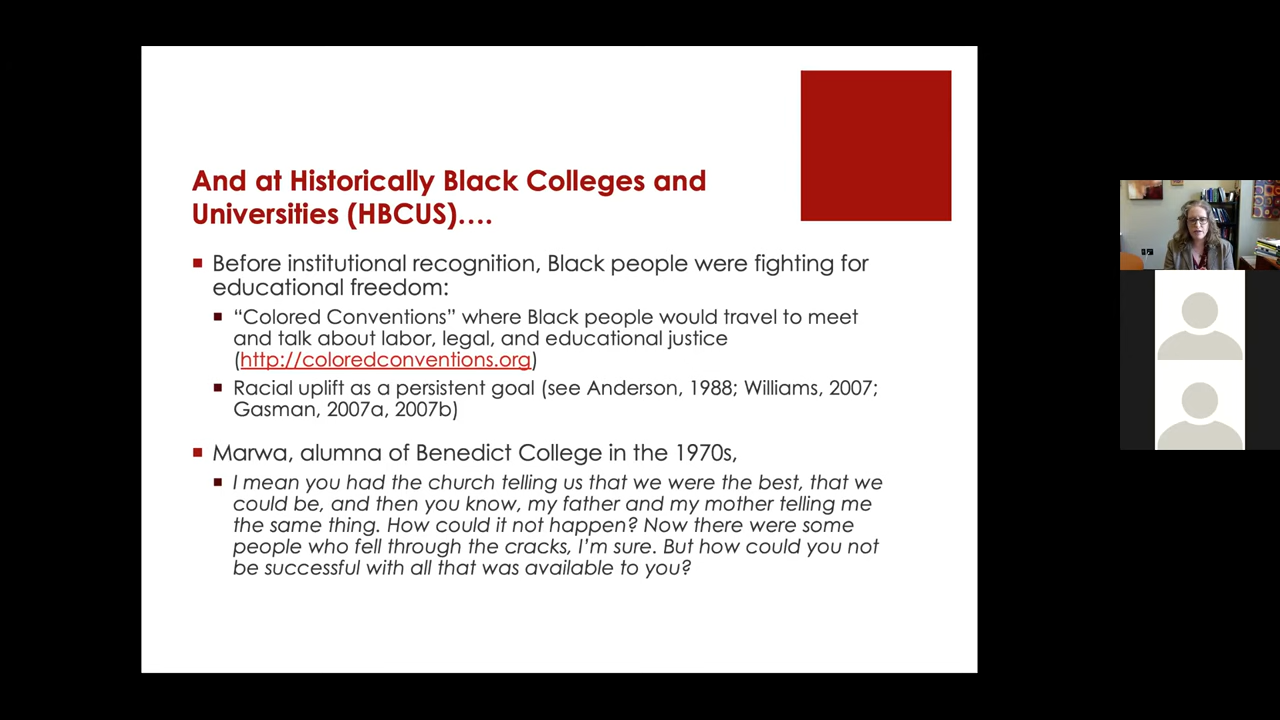 And at Historically Black Colleges and
Universities (HBCUS)….
Before institutional recognition, Black people were fighting for
educational freedom:
“Colored Conventions” where Black people would travel to meet
and talk about labor, legal, and educational justice
(http://coloredconventions.org)
Racial uplift as a persistent goal (see Anderson, 1988; Williams, 2007;
Gasman, 2007a, 2007b)
Marwa, alumna of Benedict College in the 1970s,
I mean you had the church telling us that we were the best, that we
could be, and then you know, my father and my mother telling me
the same thing. How could it not happen? Now there were some
people who fell through the cracks, I’m sure. But how could you not
be successful with all that was available to you?